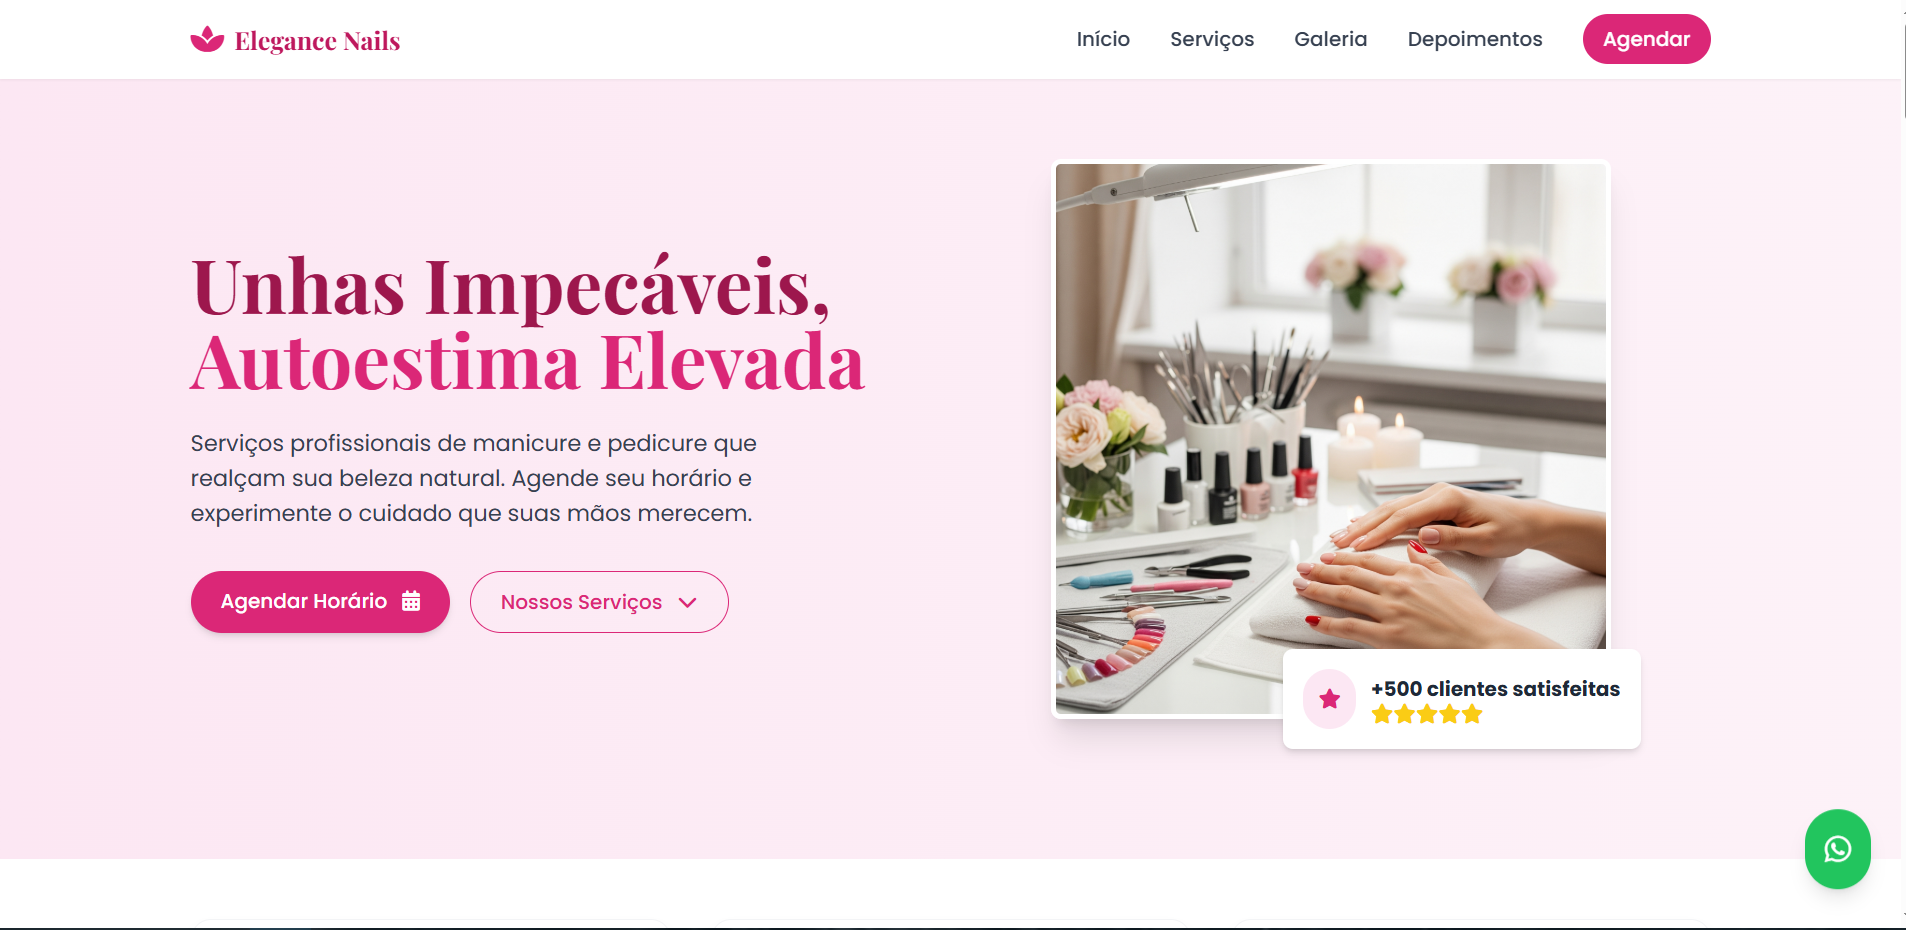 Elegance Nails
Início
Serviços
Galeria
Depoimentos
Agendar
Unhas Impecáveis,
Autoestima Elevada
Serviços profissionais de manicure e pedicure que
realçam sua beleza natural. Agende seu horário e
experimente o cuidado que suas mãos merecem.
Agendar Horário
Nossos Serviços
+500 clientes satisfeitas